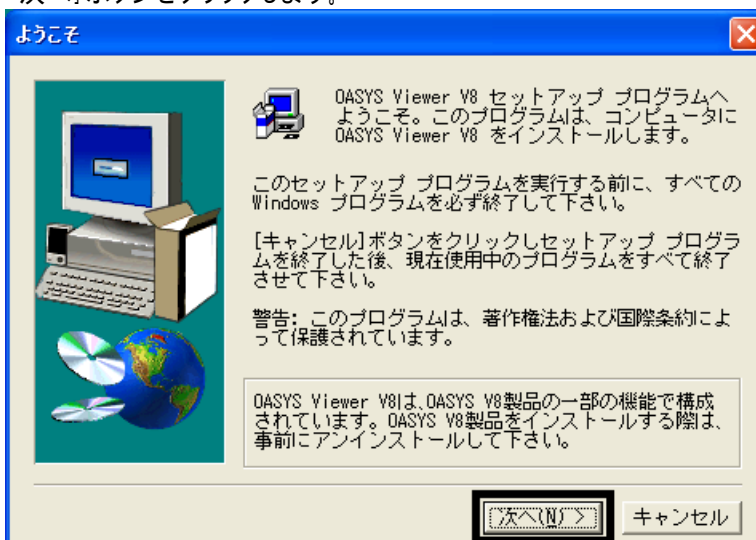 ようこそ
OASYS Viewer V8 セットアップ プログラムへ
ようこそ。このプログラムは、コンピュータに
OASYS Viewer V8 をインストールします。
このセットアップ プログラムを実行する前に、すべての
Windows プログラムを必ず終了して下さい。
[キャンセル]ボタンをクリックしセットアップ プログラ
ムを終了した後、現在使用中のプログラムをすべて終了
させて下さい。
警告: このプログラムは、著作権法および国際条約によ
って保護されています。
OASYS Viewer V8は、OASYS V8製品の一部の機能で構成
されています。OASYS V8製品をインストールする際は、
事前にアンインストールして下さい。
次へ(N) >
キャンセル